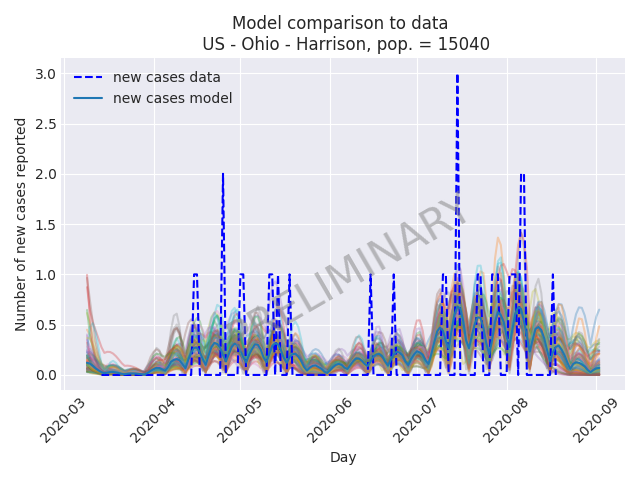 Model comparison to data
US - Ohio - Harrison, pop. = 15040
new cases data
new cases model
Number of new cases reported
3.0
2.5
2.0
1.5
1.0
0.5
0.0
PRELIMINARY
2020-03
2020-04
2020-05
2020-06
2020-07
2020-08
2020-09
Day